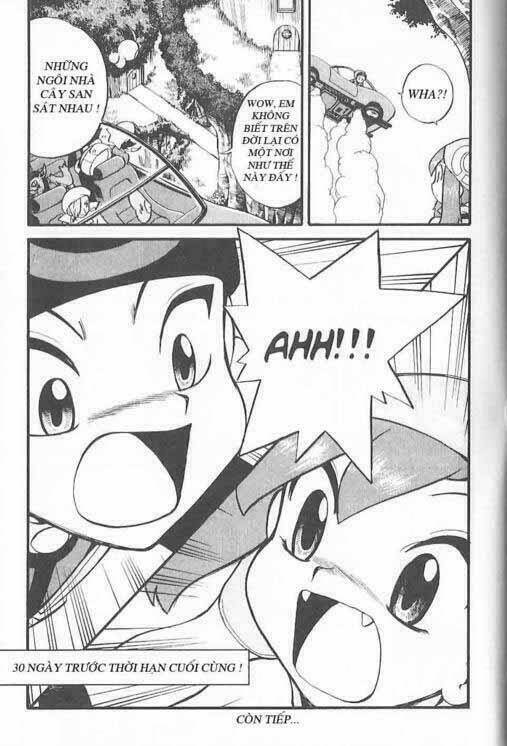 NHỮNG
NGÔI NHÀ
CÂY SAN
SÁT NHAU !
WOW, EM
KHÔNG
BIẾT TRÊN
ĐỜI LẠI CÓ
MỘT NƠI
NHƯ THẾ
NÀY ĐẤY !
WHA?!
AHH!!!
30 NGÀY TRƯỚC THỜI HẠN CUỐI CÙNG !
CÒN TIẾP...